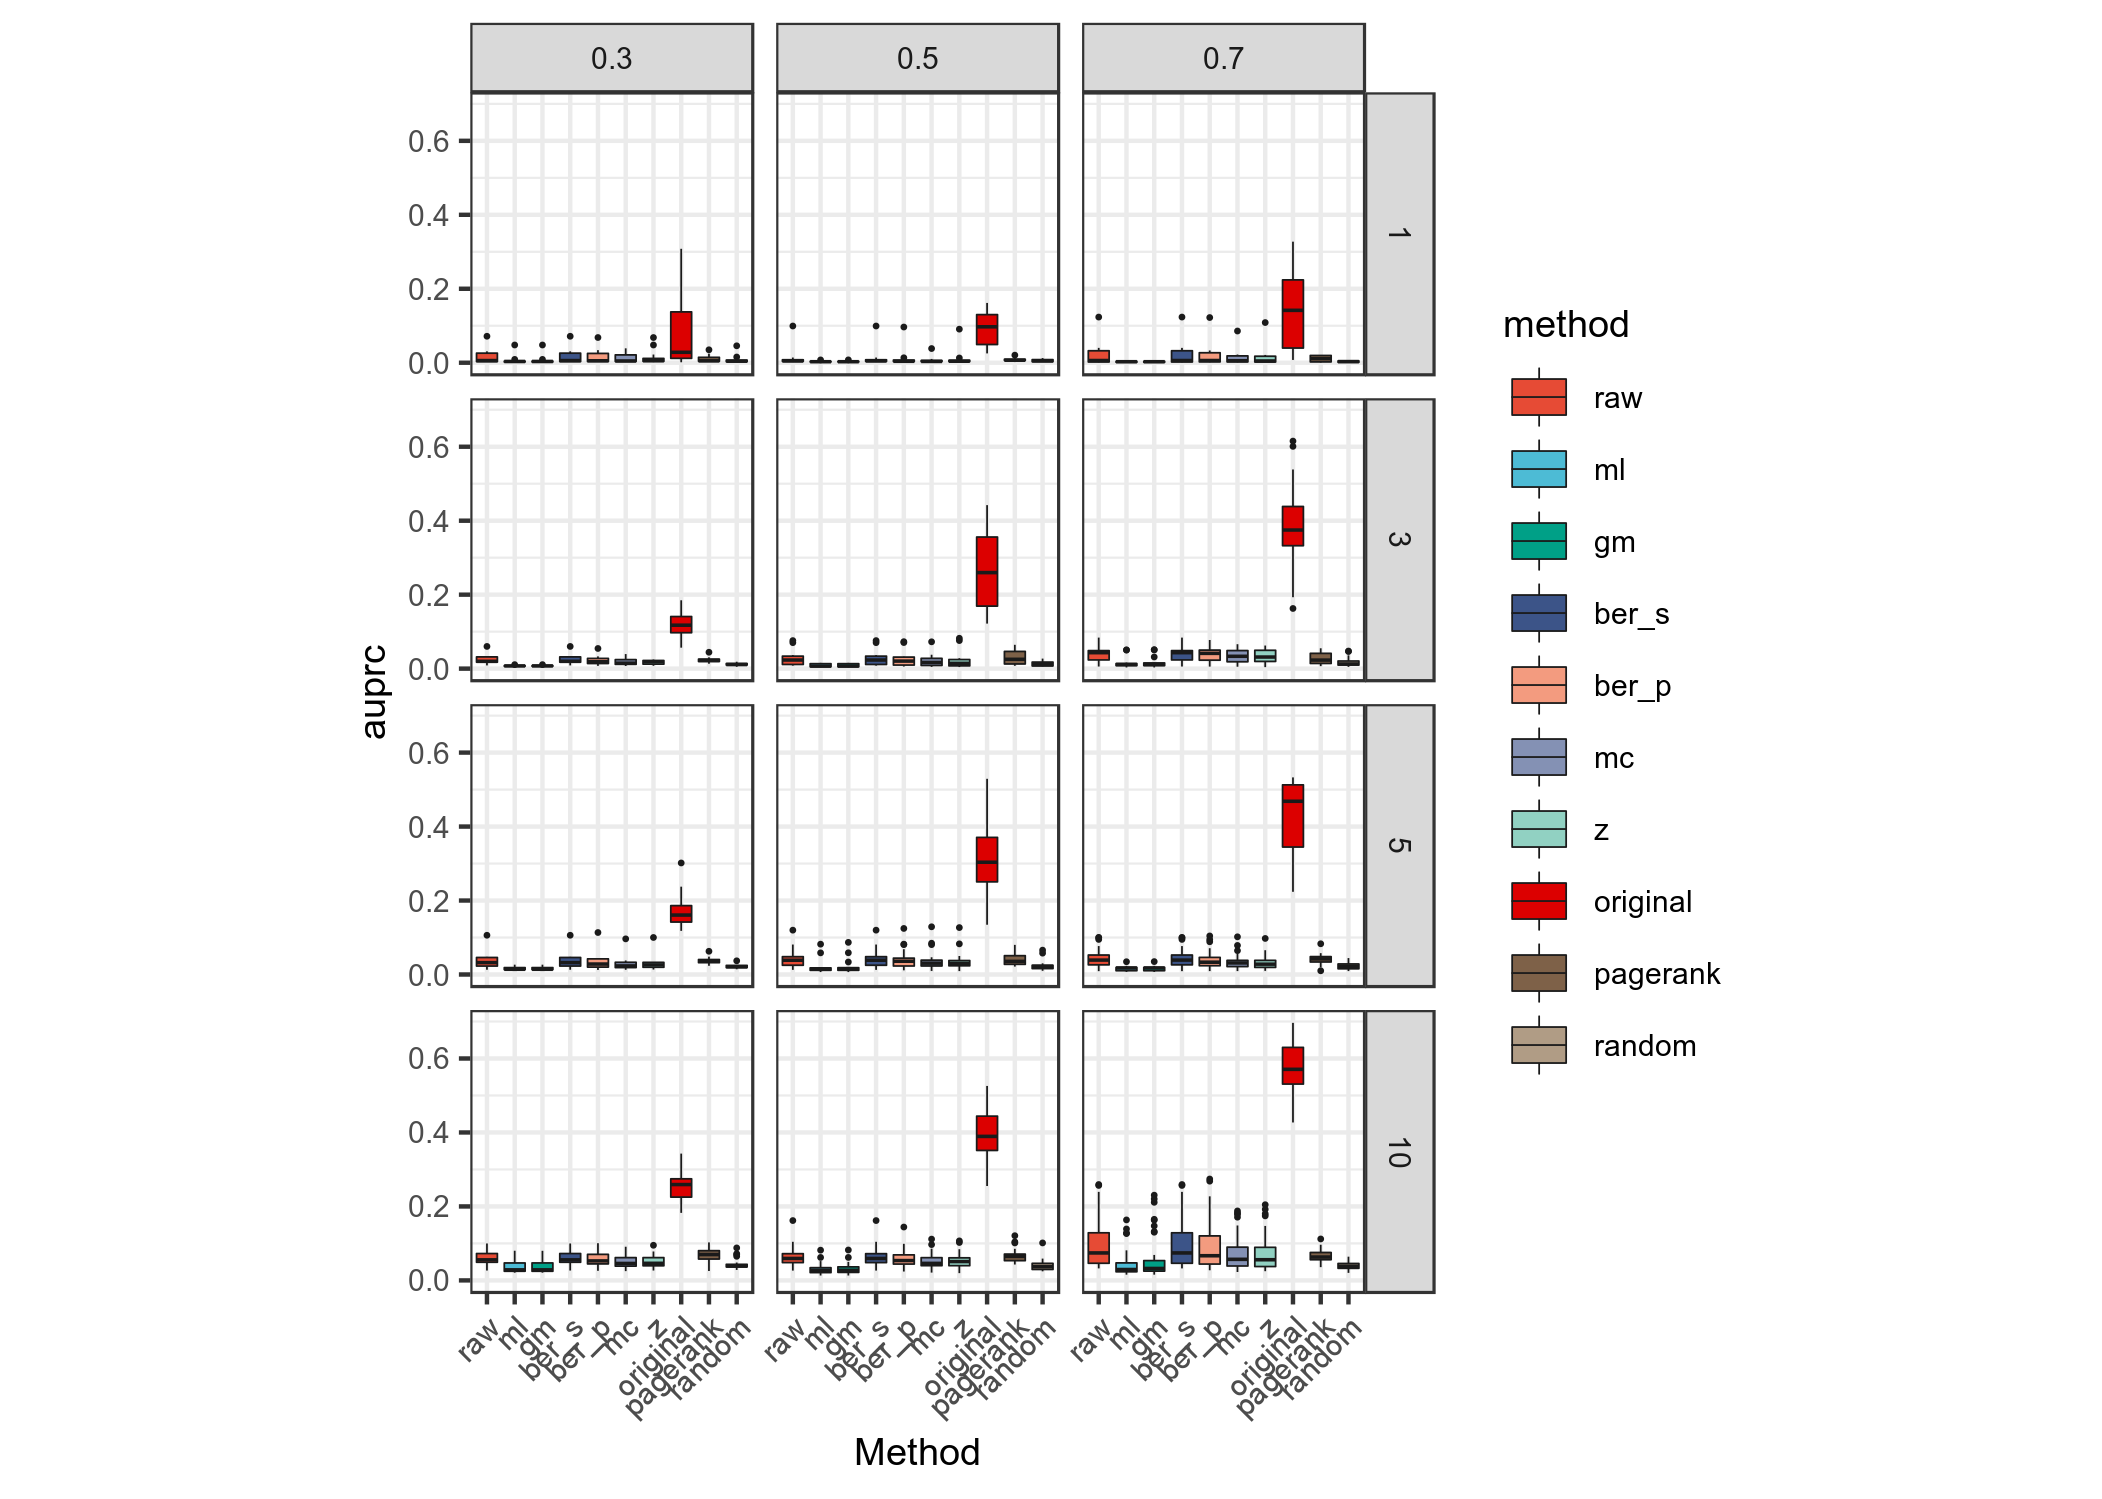 0.3 0.5 0.7
0.6
0.4
0.2
0.0
1
0.6
0.4
0.2
0.0
3
0.6
0.4
0.2
0.0
5
0.6
0.4
0.2
0.0
10
auprc
raw ml gm ber_s ber_p mc z original pagerank random
raw ml gm ber_s ber_p mc z original pagerank random
raw ml gm ber_s ber_p mc z original pagerank random
Method
method
raw
ml
gm
ber_s
ber_p
mc
z
original
pagerank
random